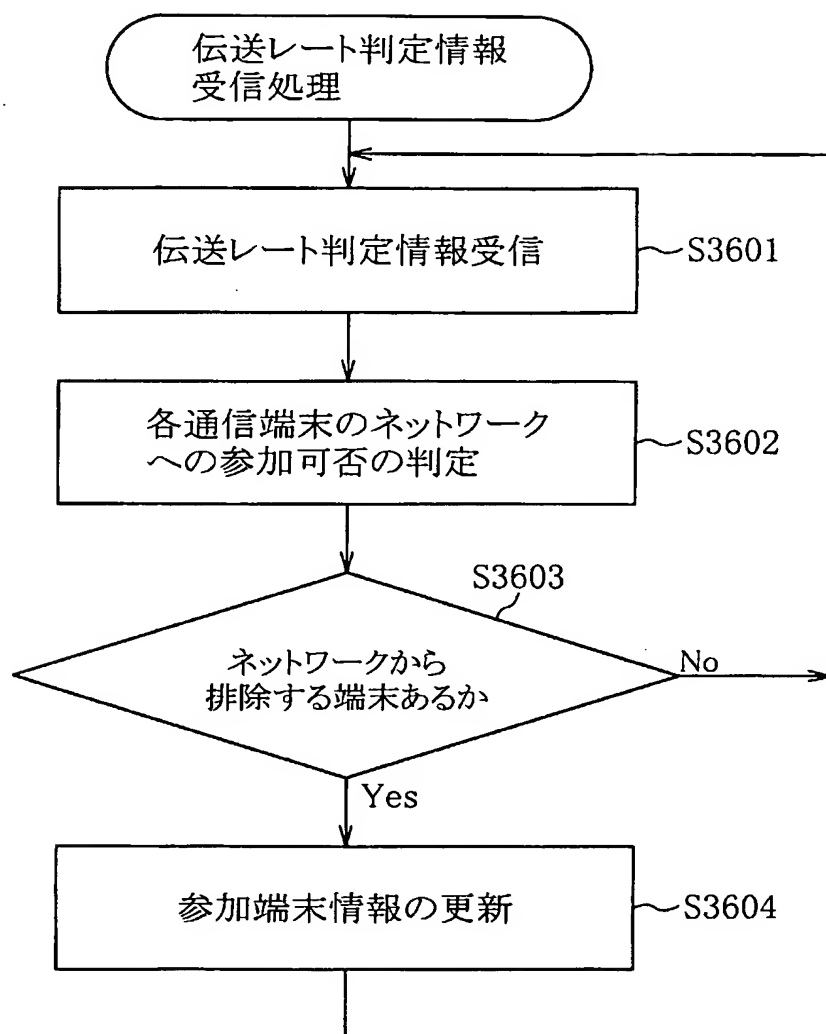 伝送レート判定情報
受信処理
伝送レート判定情報受信
S3601
各通信端末のネットワーク
への参加可否の判定
S3602
S3603
ネットワークから
排除する端末あるか
No
Yes
参加端末情報の更新
S3604